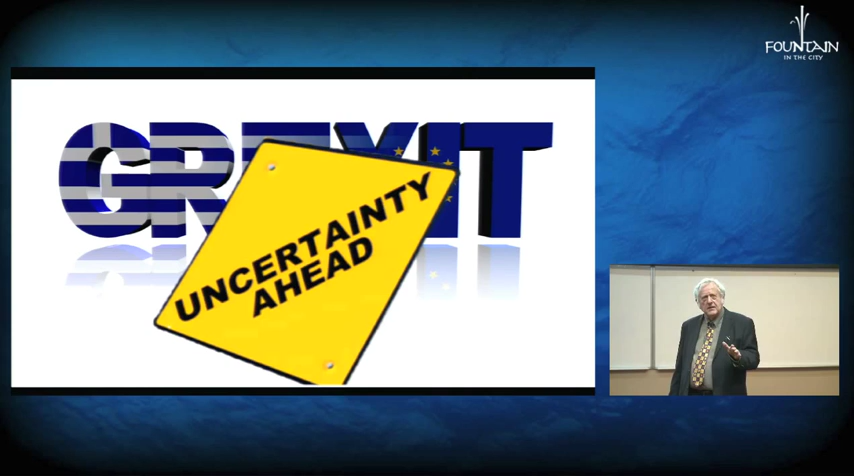 FOUNTAIN
IN THE CITY
GREXIT
UNCERTAINTY
AHEAD